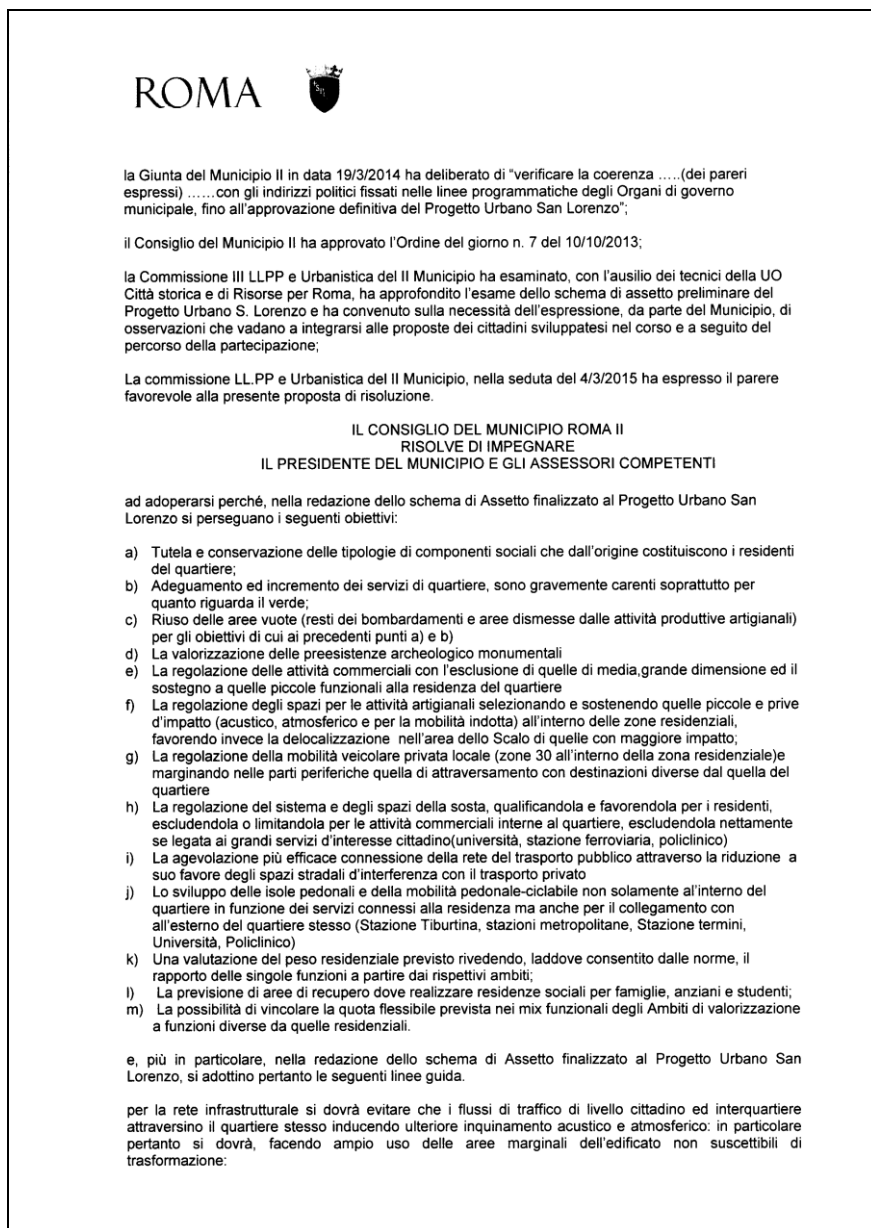 ROMA
la Giunta del Municipio II in data 19/3/2014 ha deliberato di “verificare la coerenza …..(dei pareri
espressi) ……con gli indirizzi politici fissati nelle linee programmatiche degli Organi di governo
municipale, fino all’approvazione definitiva del Progetto Urbano San Lorenzo”;
il Consiglio del Municipio II ha approvato l’Ordine del giorno n. 7 del 10/10/2013;
la Commissione III LLPP e Urbanistica del II Municipio ha esaminato, con l’ausilio dei tecnici della UO
Città storica e di Risorse per Roma, ha approfondito l’esame dello schema di assetto preliminare del
Progetto Urbano S. Lorenzo e ha convenuto sulla necessità dell’espressione, da parte del Municipio, di
osservazioni che vadano a integrarsi alle proposte dei cittadini sviluppatesi nel corso e a seguito del
percorso della partecipazione;
La commissione LL.PP e Urbanistica del II Municipio, nella seduta del 4/3/2015 ha espresso il parere
favorevole alla presente proposta di risoluzione.
IL CONSIGLIO DEL MUNICIPIO ROMA II
RISOLVE DI IMPEGNARE
IL PRESIDENTE DEL MUNICIPIO E GLI ASSESSORI COMPETENTI
ad adoperarsi perché, nella redazione dello schema di Assetto finalizzato al Progetto Urbano San
Lorenzo si perseguano i seguenti obiettivi:
a) Tutela e conservazione delle tipologie di componenti sociali che dall’origine costituiscono i residenti
del quartiere;
b) Adeguamento ed incremento dei servizi di quartiere, sono gravemente carenti soprattutto per
quanto riguarda il verde;
c) Riuso delle aree vuote (resti dei bombardamenti e aree dismesse dalle attività produttive artigianali)
per gli obiettivi di cui ai precedenti punti a) e b)
d) La valorizzazione delle preesistenze archeologico monumentali
e) La regolazione delle attività commerciali con l’esclusione di quelle di media,grande dimensione ed il
sostegno a quelle piccole funzionali alla residenza del quartiere
f) La regolazione degli spazi per le attività artigianali selezionando e sostenendo quelle piccole e prive
d’impatto (acustico, atmosferico e per la mobilità indotta) all’interno delle zone residenziali,
favorendo invece la delocalizzazione nell’area dello Scalo di quelle con maggiore impatto;
g) La regolazione della mobilità veicolare privata locale (zone 30 all’interno della zona residenziale)e
marginando nelle parti periferiche quella di attraversamento con destinazioni diverse dal quella del
quartiere
h) La regolazione del sistema e degli spazi della sosta, qualificandola e favorendola per i residenti,
escludendola o limitandola per le attività commerciali interne al quartiere, escludendola nettamente
se legata ai grandi servizi d’interesse cittadino(università, stazione ferroviaria, policlinico)
i) La agevolazione più efficace connessione della rete del trasporto pubblico attraverso la riduzione a
suo favore degli spazi stradali d’interferenza con il trasporto privato
j) Lo sviluppo delle isole pedonali e della mobilità pedonale-ciclabile non solamente al’interno del
quartiere in funzione dei servizi connessi alla residenza ma anche per il collegamento con
all’esterno del quartiere stesso (Stazione Tiburtina, stazioni metropolitane, Stazione termini,
Università, Policlinico)
k) Una valutazione del peso residenziale previsto rivedendo, laddove consentito dalle norme, il
rapporto delle singole funzioni a partire dai rispettivi ambiti;
l) La previsione di aree di recupero dove realizzare residenze sociali per famiglie, anziani e studenti;
m) La possibilità di vincolare la quota flessibile prevista nei mix funzionali degli Ambiti di valorizzazione
a funzioni diverse da quelle residenziali.
e, più in particolare, nella redazione dello schema di Assetto finalizzato al Progetto Urbano San
Lorenzo, si adottino pertanto le seguenti linee guida.
per la rete infrastrutturale si dovrà evitare che i flussi di traffico di livello cittadino ed interquartiere
attraversino il quartiere stesso inducendo ulteriore inquinamento acustico e atmosferico: in particolare
pertanto si dovrà, facendo ampio uso delle aree marginali dell’edificato non suscettibili di
trasformazione: